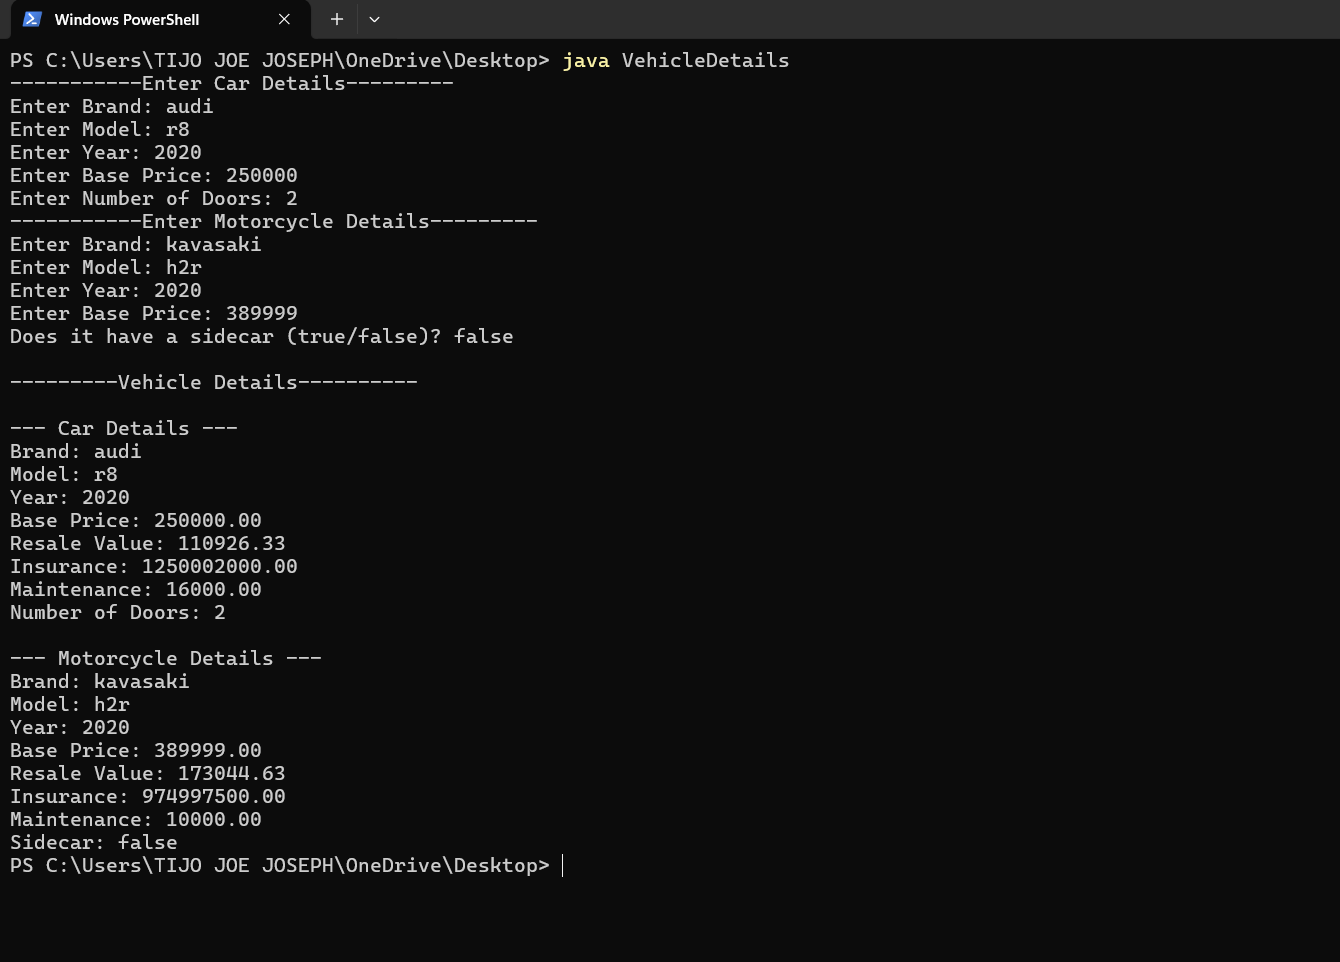 Windows PowerShell
PS C:\Users\TIJO JOE JOSEPH\OneDrive\Desktop> java VehicleDetails
-----------Enter Car Details---------
Enter Brand: audi
Enter Model: r8
Enter Year: 2020
Enter Base Price: 250000
Enter Number of Doors: 2
-----------Enter Motorcycle Details---------
Enter Brand: kavasaki
Enter Model: h2r
Enter Year: 2020
Enter Base Price: 389999
Does it have a sidecar (true/false)? false
---------Vehicle Details----------
--- Car Details ---
Brand: audi
Model: r8
Year: 2020
Base Price: 250000.00
Resale Value: 110926.33
Insurance: 1250002000.00
Maintenance: 16000.00
Number of Doors: 2
--- Motorcycle Details ---
Brand: kavasaki
Model: h2r
Year: 2020
Base Price: 389999.00
Resale Value: 173044.63
Insurance: 974997500.00
Maintenance: 10000.00
Sidecar: false
PS C:\Users\TIJO JOE JOSEPH\OneDrive\Desktop>